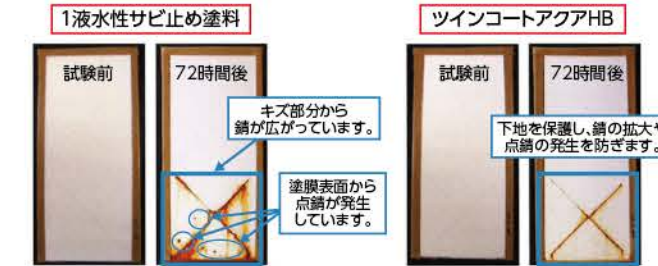 1液水性サビ止め塗料
試験前
72時間後
キズ部分から
錆が広がっています。
塗膜表面から
点錆が発生
しています。
ツインコートアクアHB
試験前
72時間後
下地を保護し、錆の拡大や
点錆の発生を防ぎます。